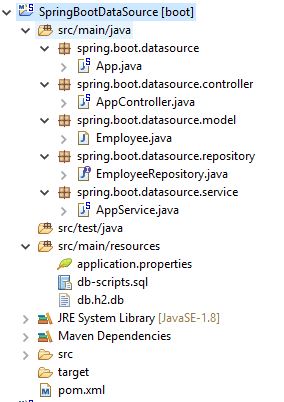 SpringBootDataSource [boot]
src/main/java
spring.boot.datasource
App.java
spring.boot.datasource.controller
AppController.java
spring.boot.datasource.model
Employee.java
spring.boot.datasource.repository
EmployeeRepository.java
spring.boot.datasource.service
AppService.java
src/test/java
src/main/resources
application.properties
db-scripts.sql
db.h2.db
JRE System Library [JavaSE-1.8]
Maven Dependencies
src
target
pom.xml